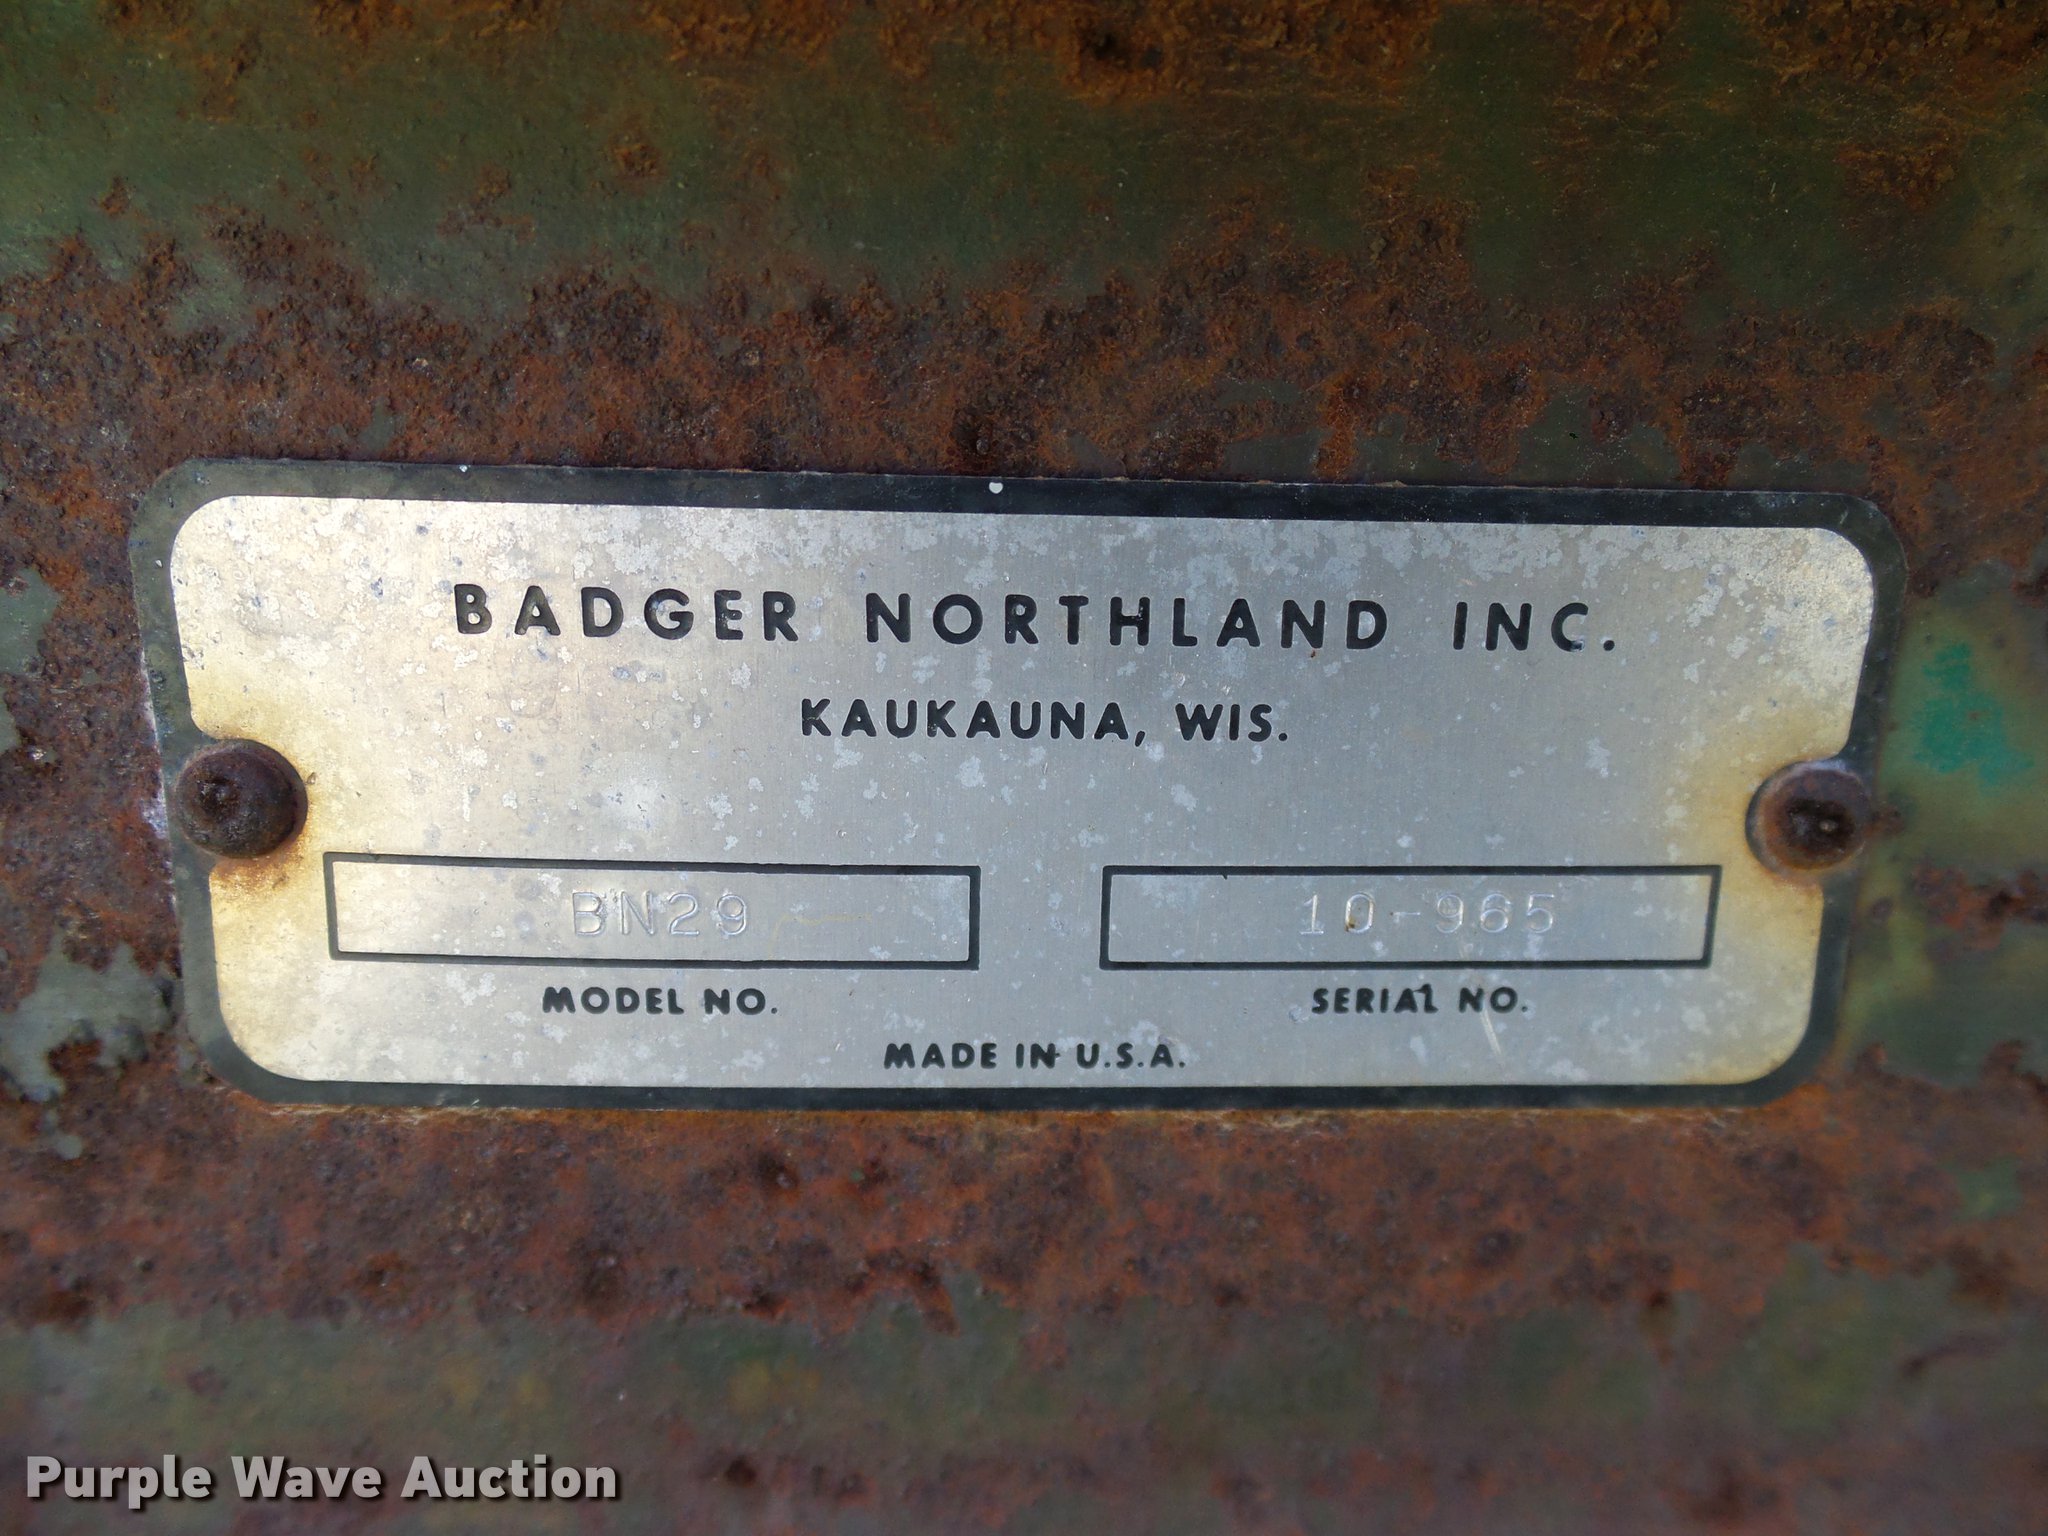 BADGER NORTHLAND INC.
KAUKAUNA, WIS.
BN29
10-965
MODEL NO.
SERIAL NO.
MADE IN U.S.A.
Purple Wave Auction